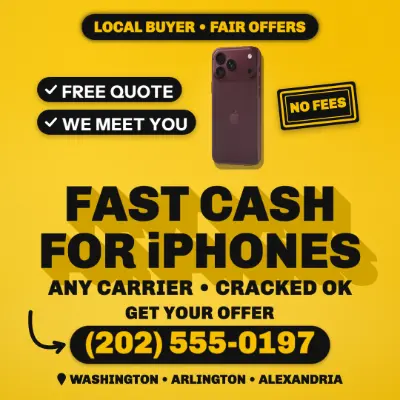 LOCAL BUYER • FAIR OFFERS
✓ FREE QUOTE
✓ WE MEET YOU
NO FEES
FAST CASH
FOR iPHONES
ANY CARRIER • CRACKED OK
GET YOUR OFFER
(202) 555-0197
WASHINGTON • ARLINGTON • ALEXANDRIA